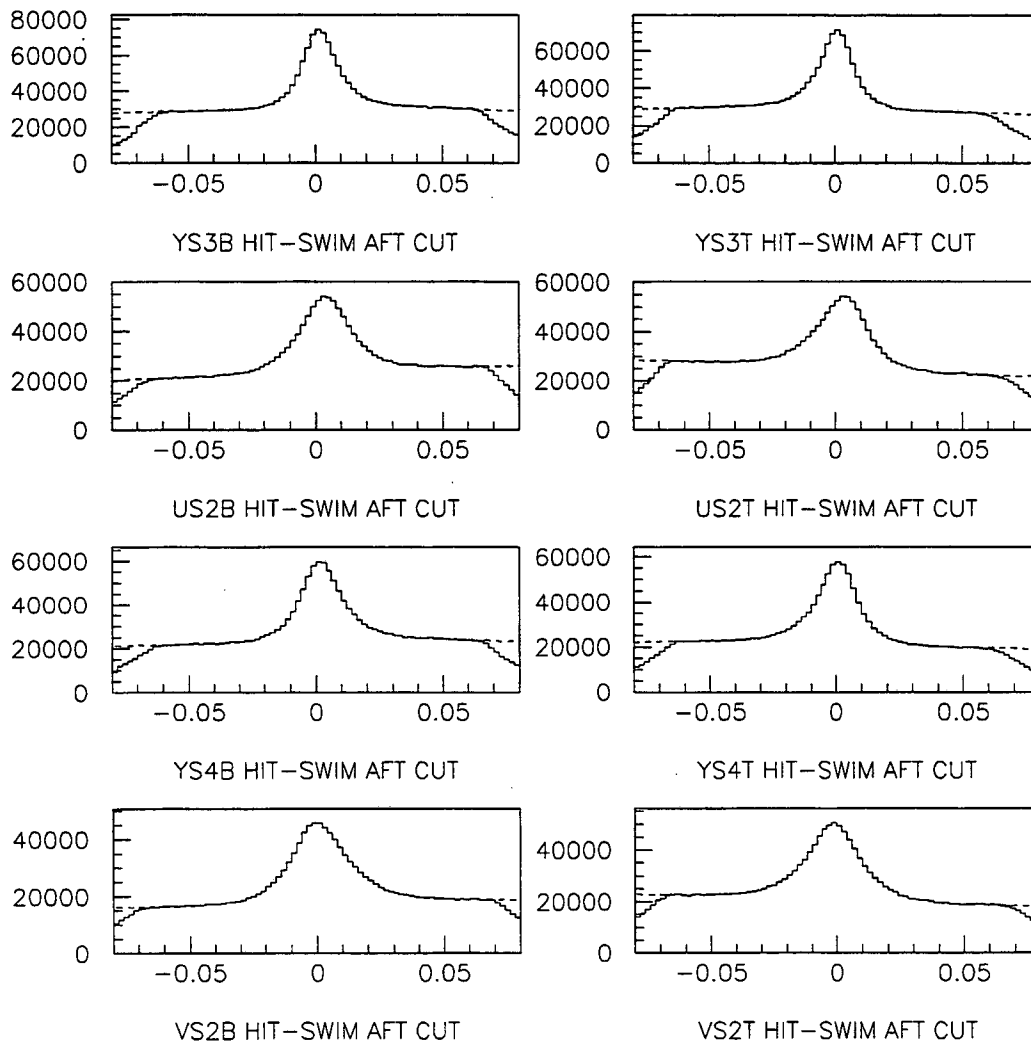 80000
60000
40000
20000
0
−0.05 0 0.05
YS3B HIT−SWIM AFT CUT
60000
40000
20000
0
−0.05 0 0.05
YS3T HIT−SWIM AFT CUT
60000
40000
20000
0
−0.05 0 0.05
US2B HIT−SWIM AFT CUT
60000
40000
20000
0
−0.05 0 0.05
US2T HIT−SWIM AFT CUT
60000
40000
20000
0
−0.05 0 0.05
YS4B HIT−SWIM AFT CUT
60000
40000
20000
0
−0.05 0 0.05
YS4T HIT−SWIM AFT CUT
40000
20000
0
−0.05 0 0.05
VS2B HIT−SWIM AFT CUT
40000
20000
0
−0.05 0 0.05
VS2T HIT−SWIM AFT CUT